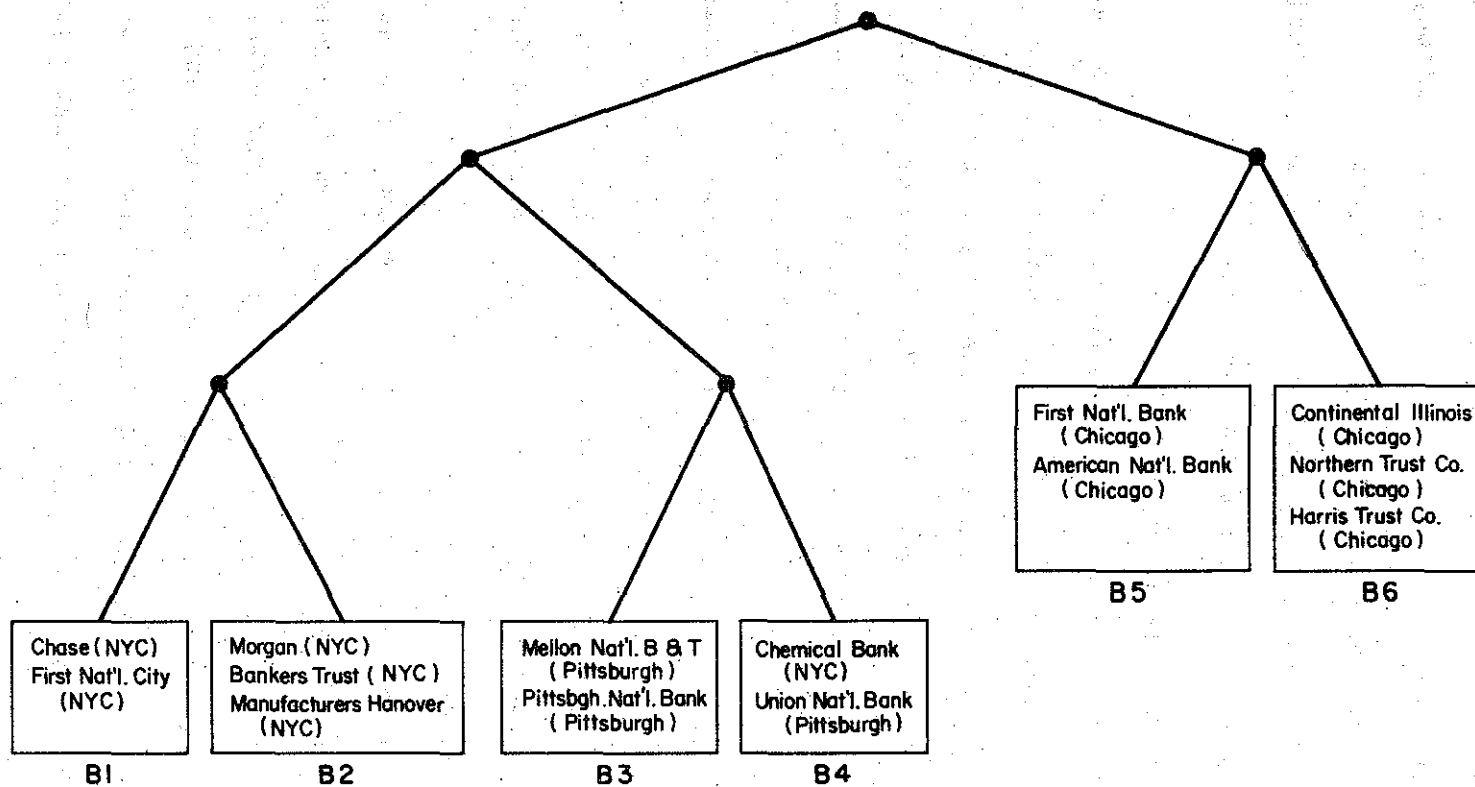 First Nat'l. Bank
(Chicago)
American Nat'l. Bank
(Chicago)
B5
Continental Illinois
(Chicago)
Northern Trust Co.
(Chicago)
Harris Trust Co.
(Chicago)
B6
Chase (NYC)
First Nat'l. City
(NYC)
B1
Morgan (NYC)
Bankers Trust (NYC)
Manufacturers Hanover
(NYC)
B2
Mellon Nat'l. B & T
(Pittsburgh)
Pittsbgh. Nat'l. Bank
(Pittsburgh)
B3
Chemical Bank
(NYC)
Union Nat'l. Bank
(Pittsburgh)
B4